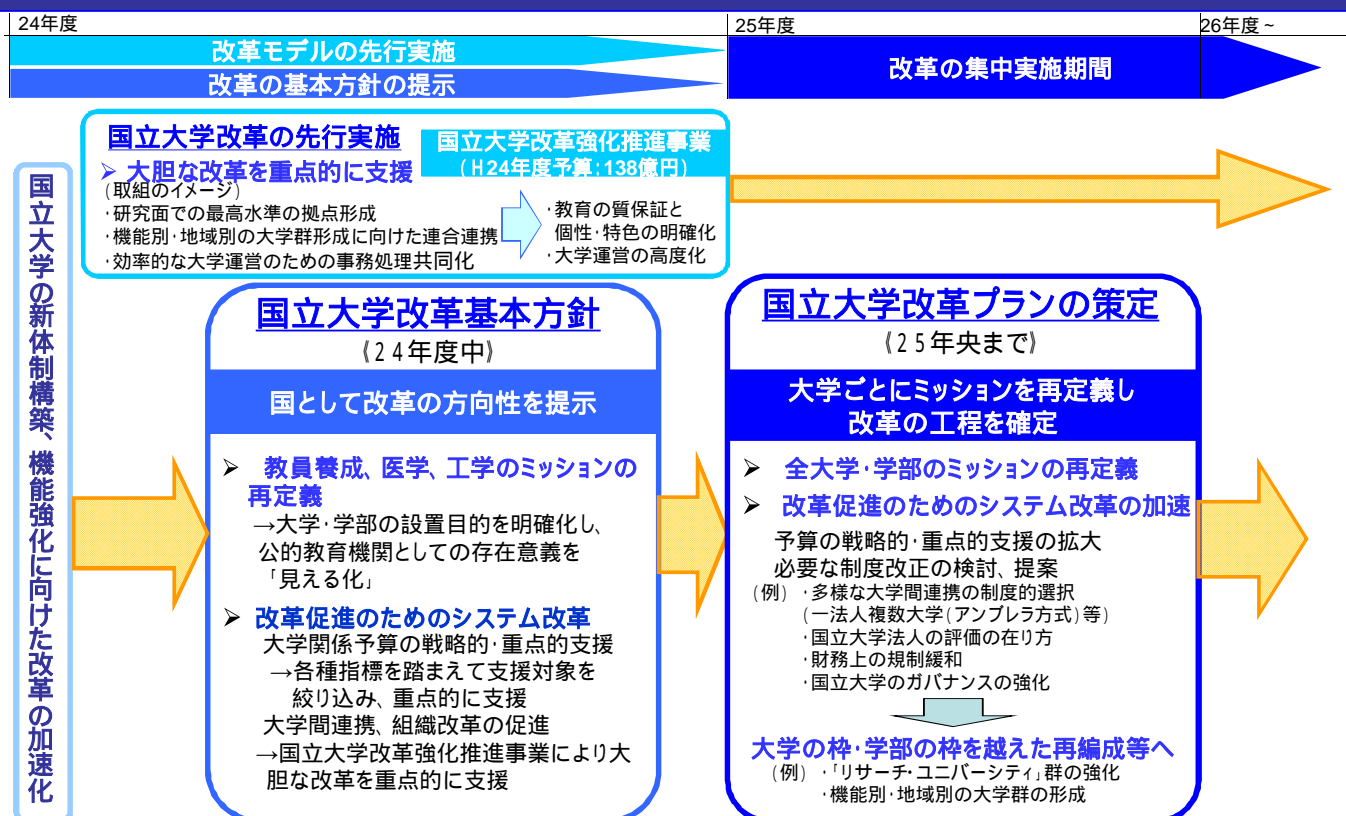 24年度
25年度
26年度~
改革モデルの先行実施
改革の基本方針の提示
改革の集中実施期間
国立大学の新体制構築、機能強化に向けた改革の加速化
国立大学改革の先行実施
国立大学改革強化推進事業
(H24年度予算:138億円)
➢ 大胆な改革を重点的に支援
(取組のイメージ)
・研究面での最高水準の拠点形成
・機能別・地域別の大学群形成に向けた連合連携
・効率的な大学運営のための事務処理共同化
・教育の質保証と
個性・特色の明確化
・大学運営の高度化
国立大学改革基本方針
《24年度中》
国として改革の方向性を提示
➢ 教員養成、医学、工学のミッションの
再定義
→大学・学部の設置目的を明確化し、
公的教育機関としての存在意義を
「見える化」
➢ 改革促進のためのシステム改革
大学関係予算の戦略的・重点的支援
→各種指標を踏まえて支援対象を
絞り込み、重点的に支援
大学間連携、組織改革の促進
→国立大学改革強化推進事業により大
胆な改革を重点的に支援
国立大学改革プランの策定
《25年央まで》
大学ごとにミッションを再定義し
改革の工程を確定
➢ 全大学・学部のミッションの再定義
➢ 改革促進のためのシステム改革の加速
予算の戦略的・重点的支援の拡大
必要な制度改正の検討、提案
(例) ・多様な大学間連携の制度的選択
(一法人複数大学(アンブレラ方式)等)
・国立大学法人の評価の在り方
・財務上の規制緩和
・国立大学のガバナンスの強化
大学の枠・学部の枠を越えた再編成等へ
(例) ・「リサーチ・ユニバーシティ」群の強化
・機能別・地域別の大学群の形成